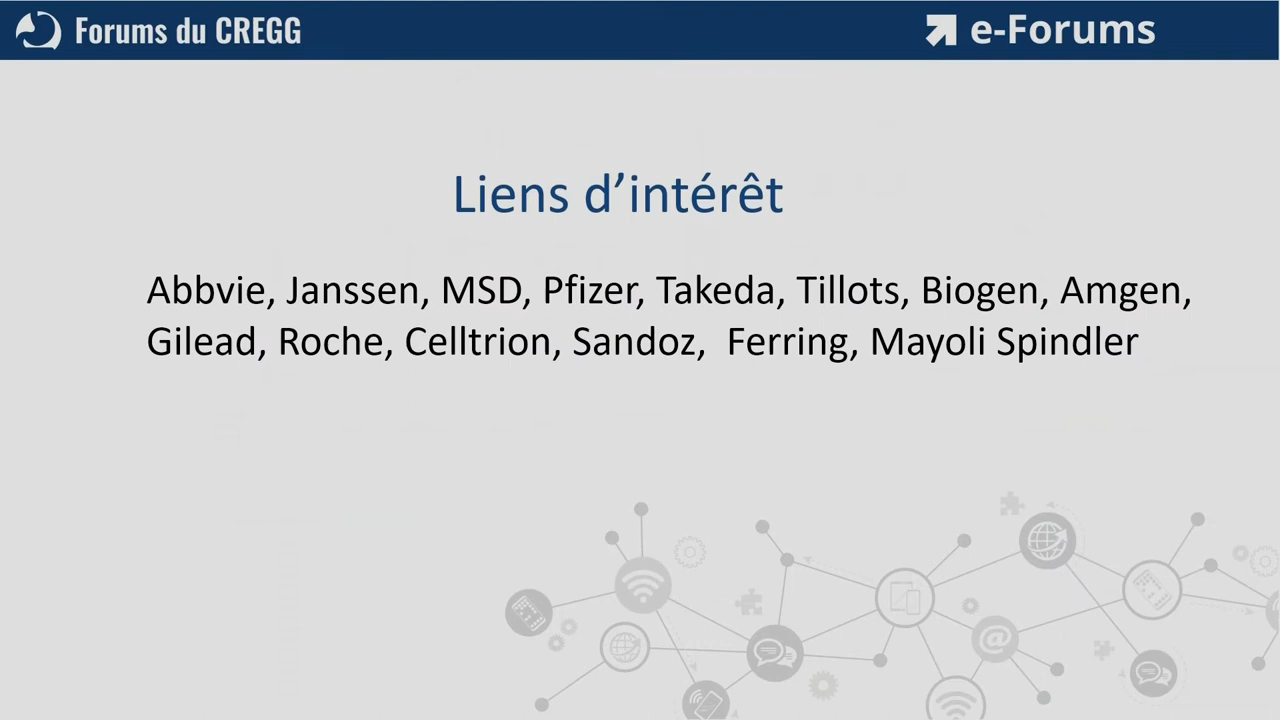 Forums du CREGG
e-Forums
Liens d’intérêt
Abbvie, Janssen, MSD, Pfizer, Takeda, Tillots, Biogen, Amgen,
Gilead, Roche, Celltrion, Sandoz,  Ferring, Mayoli Spindler
@